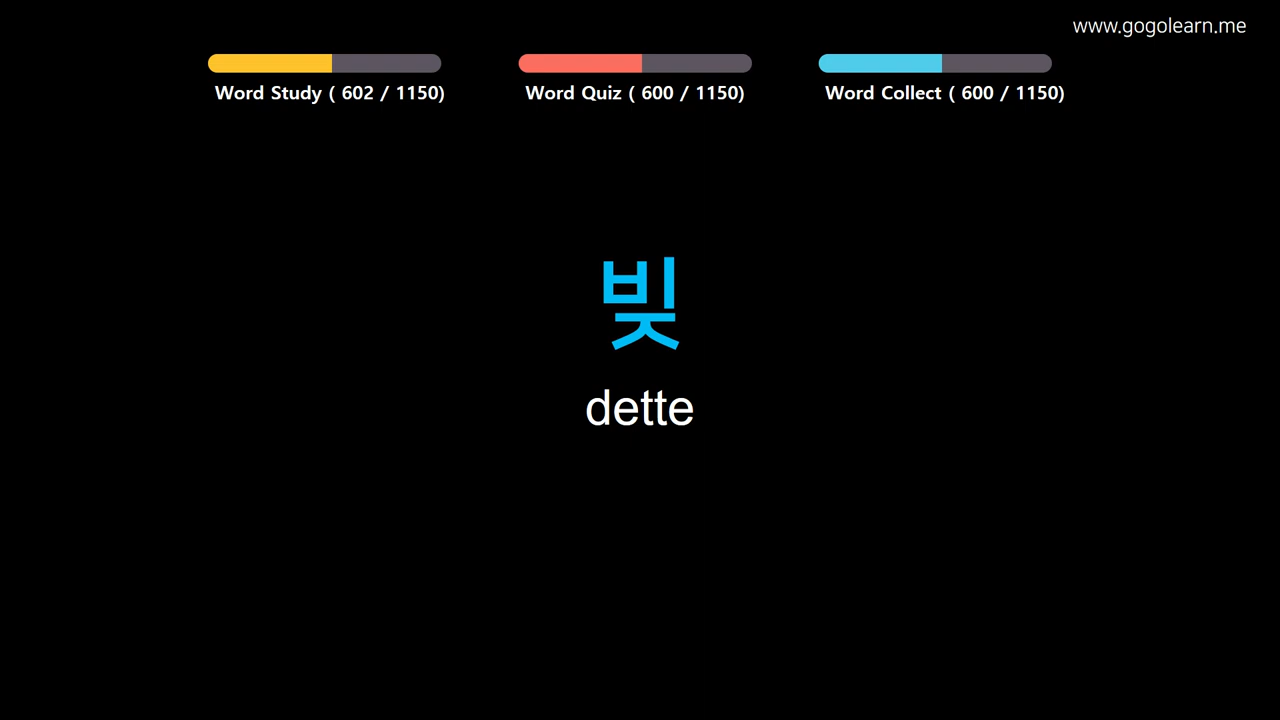 www.gogolearn.me
Word Study ( 602 / 1150)
Word Quiz ( 600 / 1150)
Word Collect ( 600 / 1150)
빚
dette